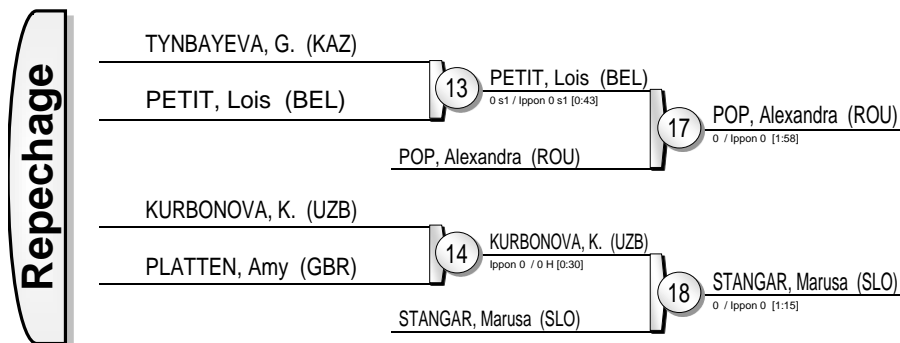 Repechage
TYNBAYEVA, G. (KAZ)
PETIT, Lois (BEL)
13
PETIT, Lois (BEL)
0 s1 / Ippon 0 s1 [0:43]
POP, Alexandra (ROU)
17
POP, Alexandra (ROU)
0 / Ippon 0 [1:58]
KURBONOVA, K. (UZB)
PLATTEN, Amy (GBR)
14
KURBONOVA, K. (UZB)
Ippon 0 / 0 H [0:30]
STANGAR, Marusa (SLO)
18
STANGAR, Marusa (SLO)
0 / Ippon 0 [1:15]